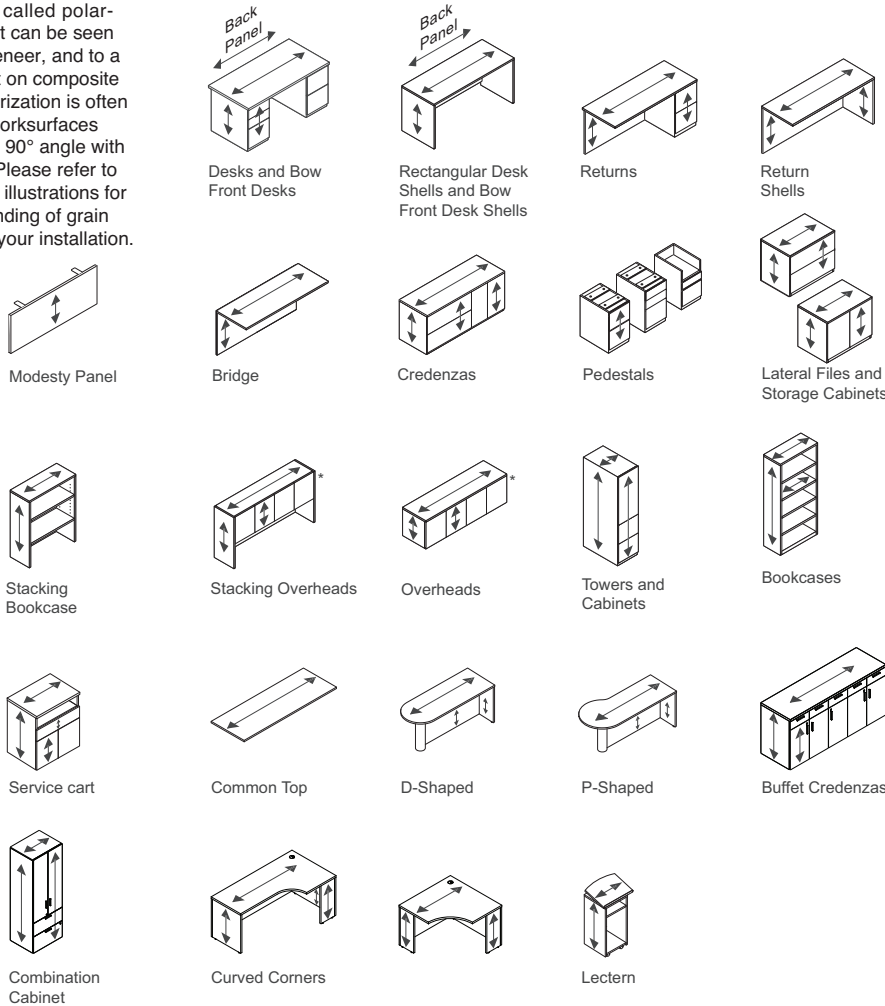 called polar-
t can be seen
eneer, and to a
t on composite
rization is often
orksurfaces
90° angle with
Please refer to
illustrations for
nding of grain
your installation.
Back
Panel
Back
Panel
Desks and Bow
Front Desks
Rectangular Desk
Shells and Bow
Front Desk Shells
Returns
Return
Shells
Modesty Panel
Bridge
Credenzas
Pedestals
Lateral Files and
Storage Cabinets
*
*
Stacking
Bookcase
Stacking Overheads
Overheads
Towers and
Cabinets
Bookcases
Service cart
Common Top
D-Shaped
P-Shaped
Buffet Credenzas
Combination
Cabinet
Curved Corners
Lectern